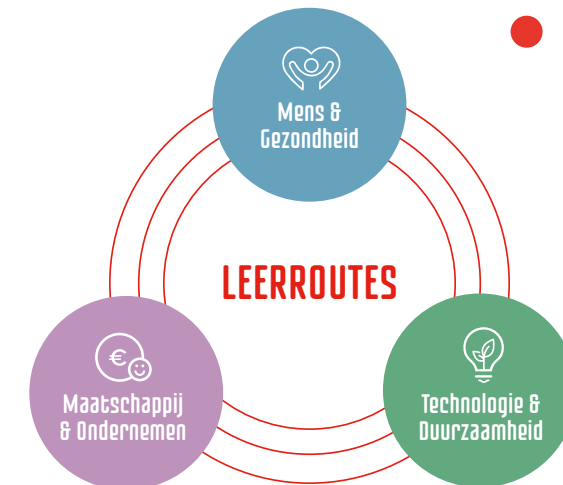 Mens &
Gezondheid
LEERROUTES
€
Maatschappij
& Ondernemen
Technologie &
Duurzaamheid